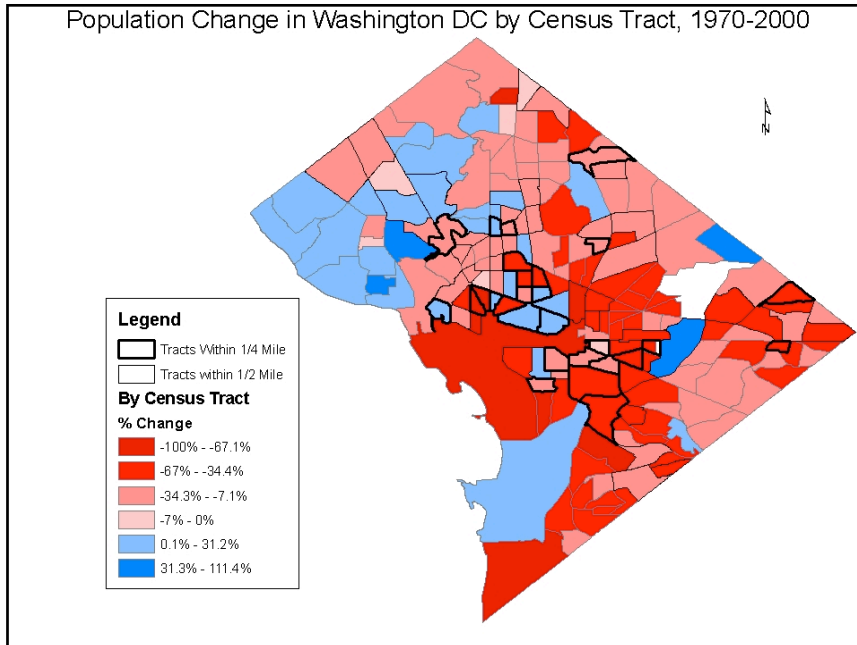 Population Change in Washington DC by Census Tract, 1970-2000
N
Legend
Tracts Within 1/4 Mile
Tracts within 1/2 Mile
By Census Tract
% Change
-100% - -67.1%
-67% - -34.4%
-34.3% - -7.1%
-7% - 0%
0.1% - 31.2%
31.3% - 111.4%